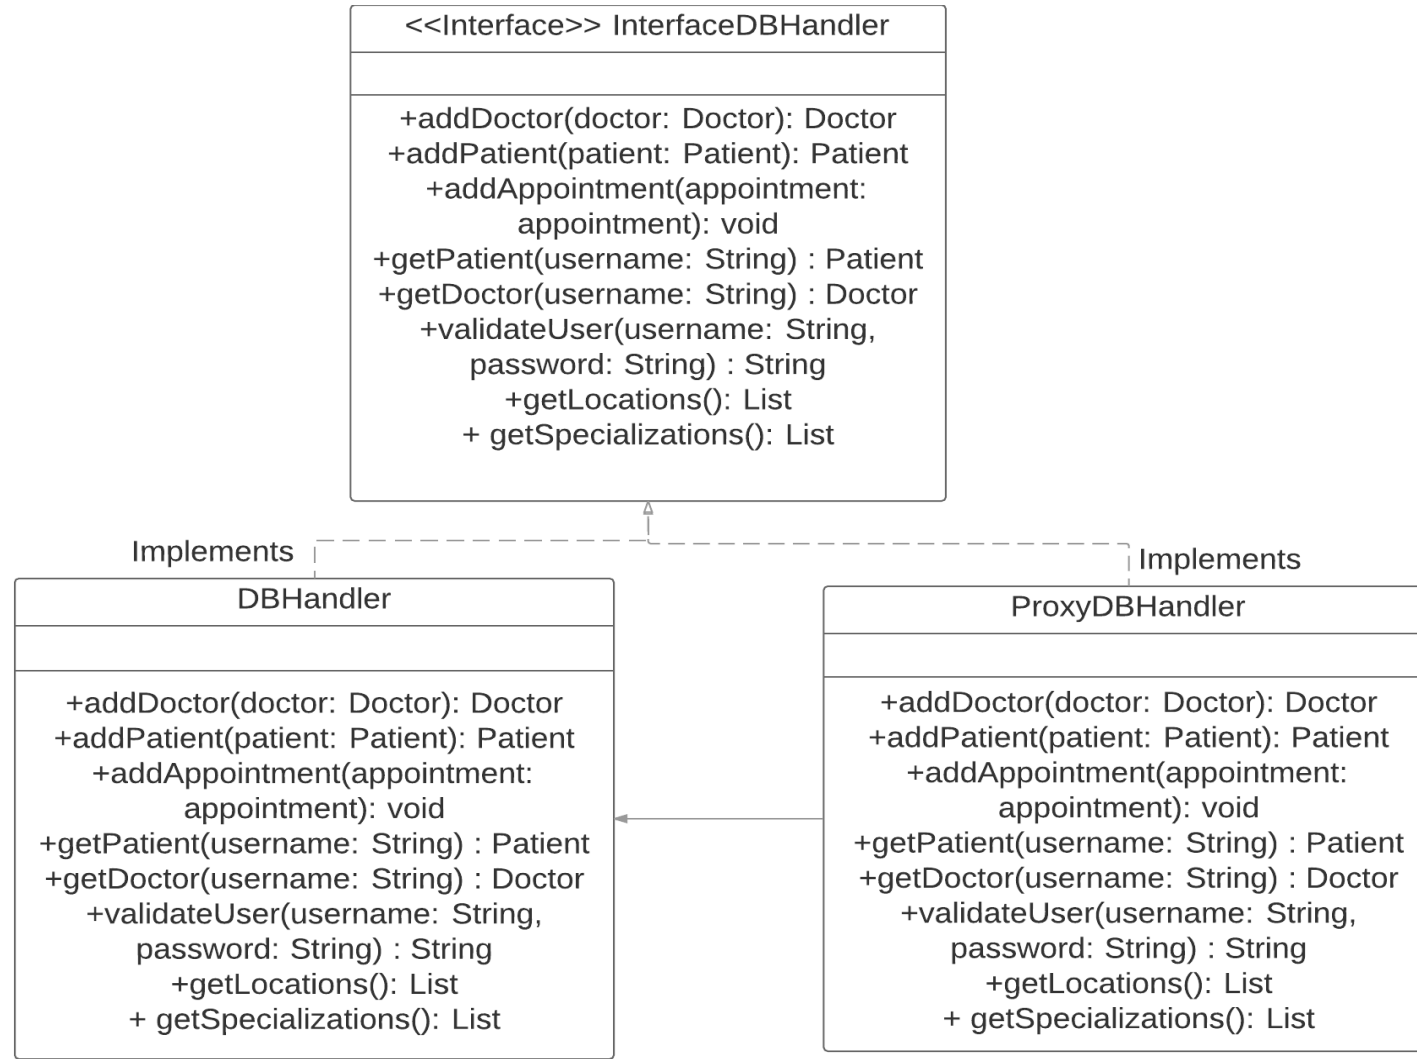 <<Interface>> InterfaceDBHandler
+addDoctor(doctor: Doctor): Doctor
+addPatient(patient: Patient): Patient
+addAppointment(appointment:
appointment): void
+getPatient(username: String) : Patient
+getDoctor(username: String) : Doctor
+validateUser(username: String,
password: String) : String
+getLocations(): List
+ getSpecializations(): List
Implements
Implements
DBHandler
+addDoctor(doctor: Doctor): Doctor
+addPatient(patient: Patient): Patient
+addAppointment(appointment:
appointment): void
+getPatient(username: String) : Patient
+getDoctor(username: String) : Doctor
+validateUser(username: String,
password: String) : String
+getLocations(): List
+ getSpecializations(): List
ProxyDBHandler
+addDoctor(doctor: Doctor): Doctor
+addPatient(patient: Patient): Patient
+addAppointment(appointment:
appointment): void
+getPatient(username: String) : Patient
+getDoctor(username: String) : Doctor
+validateUser(username: String,
password: String) : String
+getLocations(): List
+ getSpecializations(): List